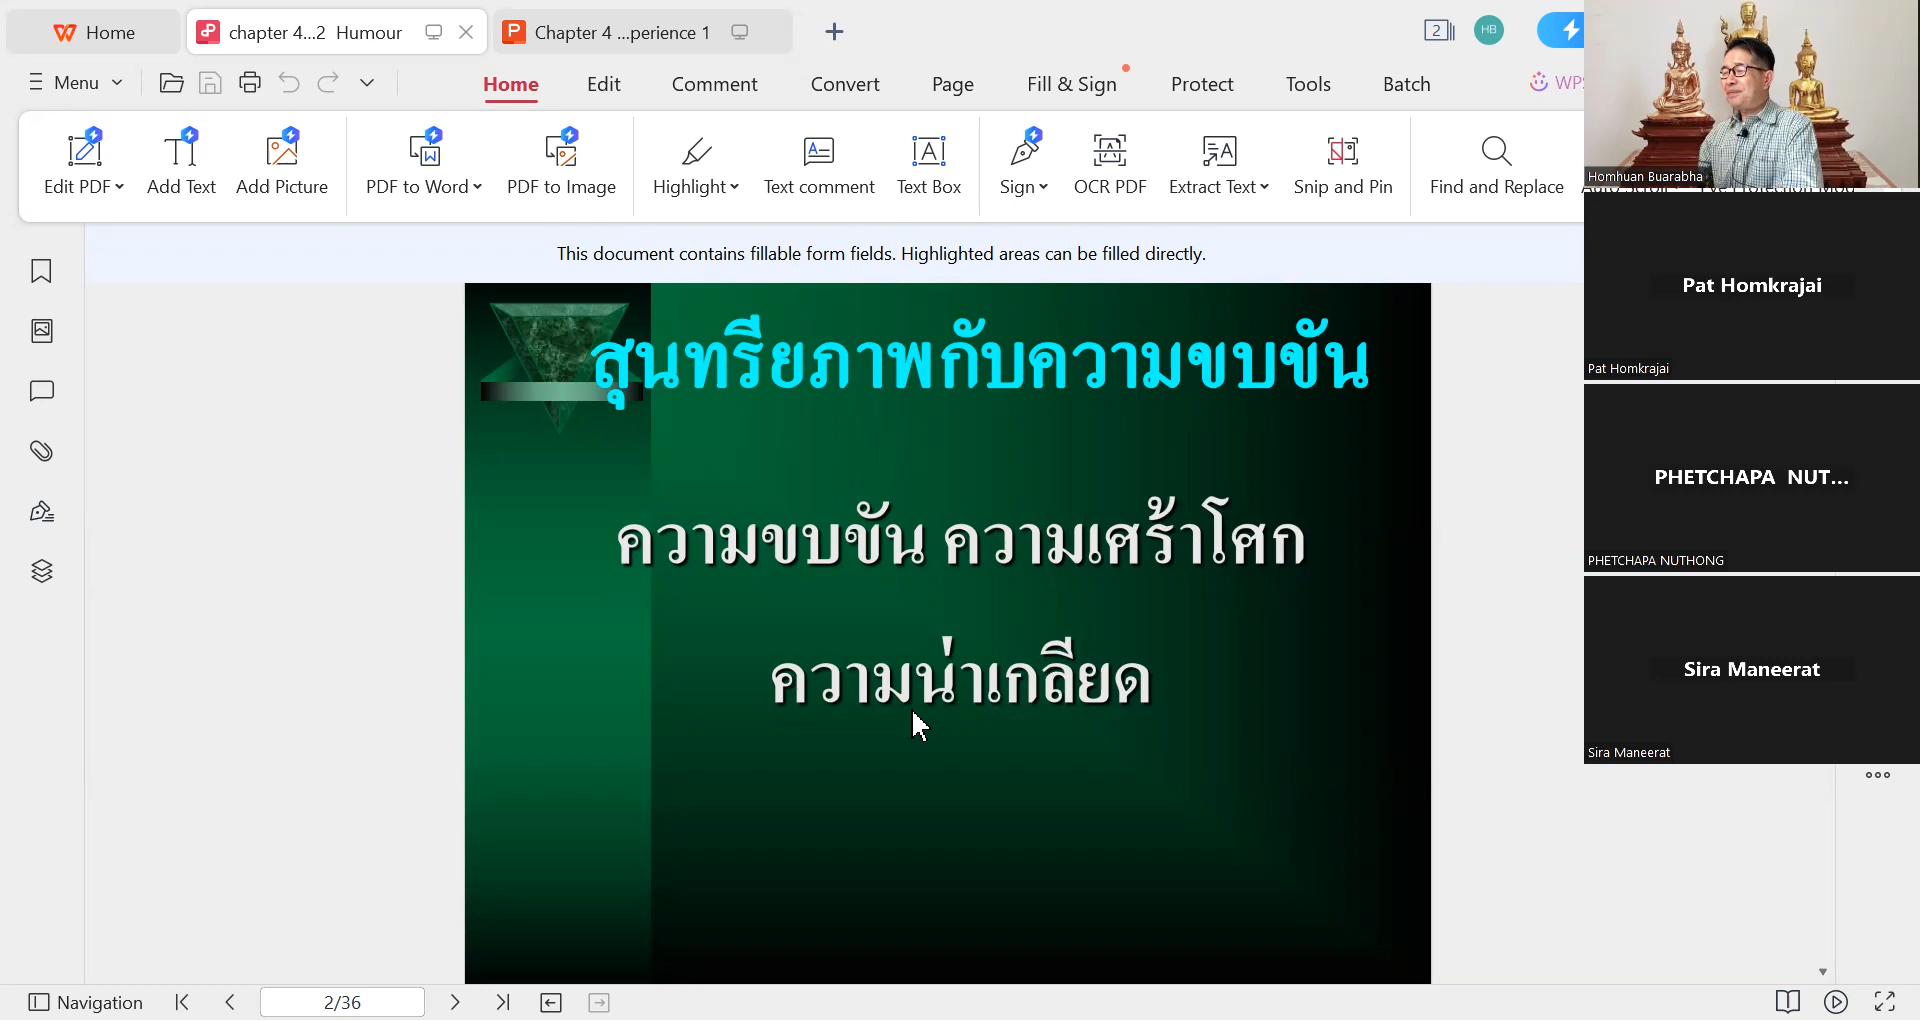 Home
chapter 4...2 Humour
Chapter 4 ...perience 1
2
HB
Menu
Home
Edit
Comment
Convert
Page
Fill & Sign
Protect
Tools
Batch
WPS
Edit PDF
Add Text
Add Picture
PDF to Word
PDF to Image
Highlight
Text comment
Text Box
Sign
OCR PDF
Extract Text
Snip and Pin
Find and Replace
Homhuan Buarabha
This document contains fillable form fields. Highlighted areas can be filled directly.
สุนทรียภาพกับความขบขัน
ความขบขัน ความเศร้าโศก
ความน่าเกลียด
Pat Homkrajai
Pat Homkrajai
PHETCHAPA NUT...
PHETCHAPA NUTHONG
Sira Maneerat
Sira Maneerat
Navigation
2/36